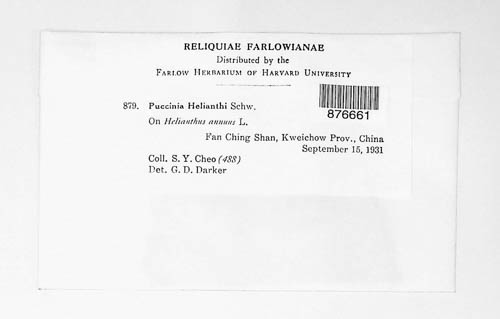 RELIQUIAE FARLOWIANAE
Distributed by the
FARLOW HERBARIUM OF HARVARD UNIVERSITY
876661
879. Puccinia Helianthi Schw.
On Helianthus annuus L.
Fan Ching Shan, Kweichow Prov., China
September 15, 1931
Coll. S. Y. Cheo (488)
Det. G. D. Darker